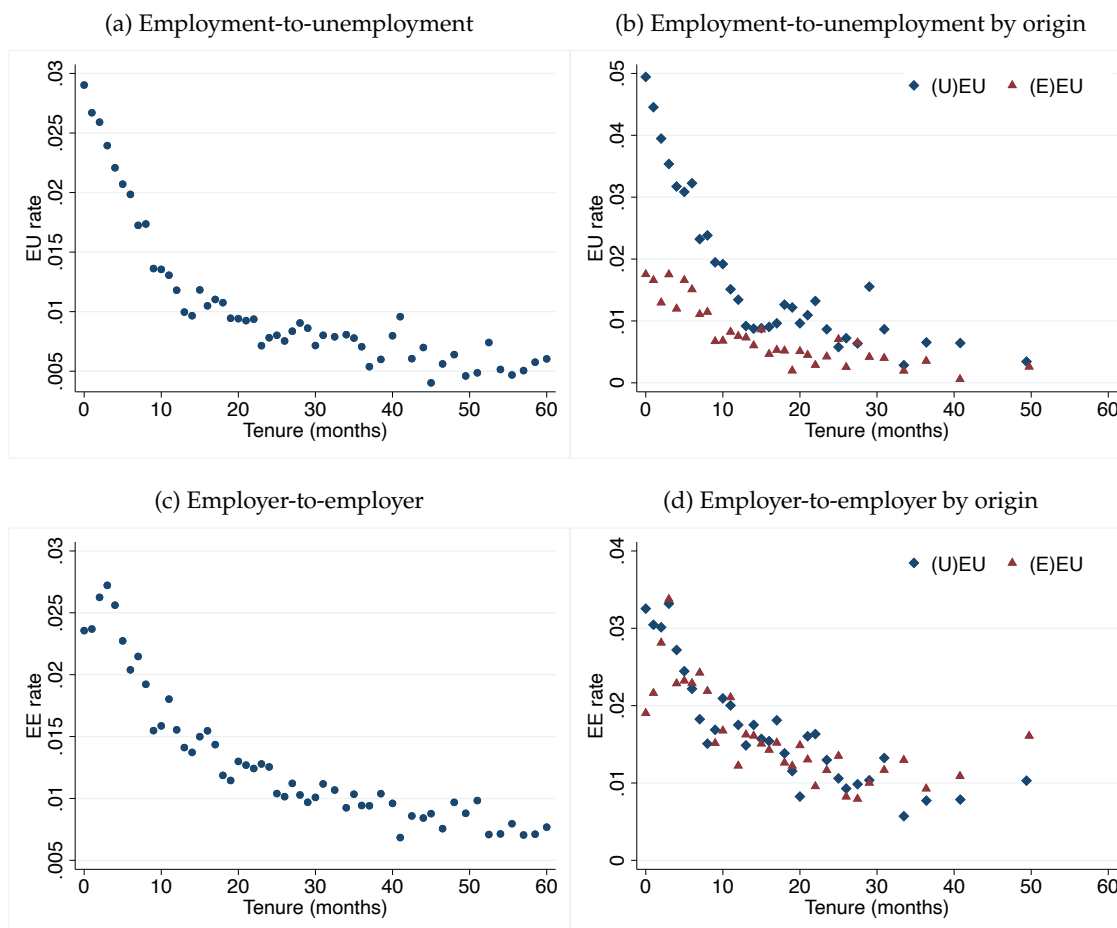 (a) Employment-to-unemployment
EU rate
.03
.025
.02
.015
.01
.005
0 10 20 30 40 50 60
Tenure (months)
(b) Employment-to-unemployment by origin
(U)EU (E)EU
EU rate
.05
.04
.03
.02
.01
0
0 10 20 30 40 50 60
Tenure (months)
(c) Employer-to-employer
EE rate
.03
.025
.02
.015
.01
.005
0 10 20 30 40 50 60
Tenure (months)
(d) Employer-to-employer by origin
(U)EU (E)EU
EE rate
.04
.03
.02
.01
0
0 10 20 30 40 50 60
Tenure (months)